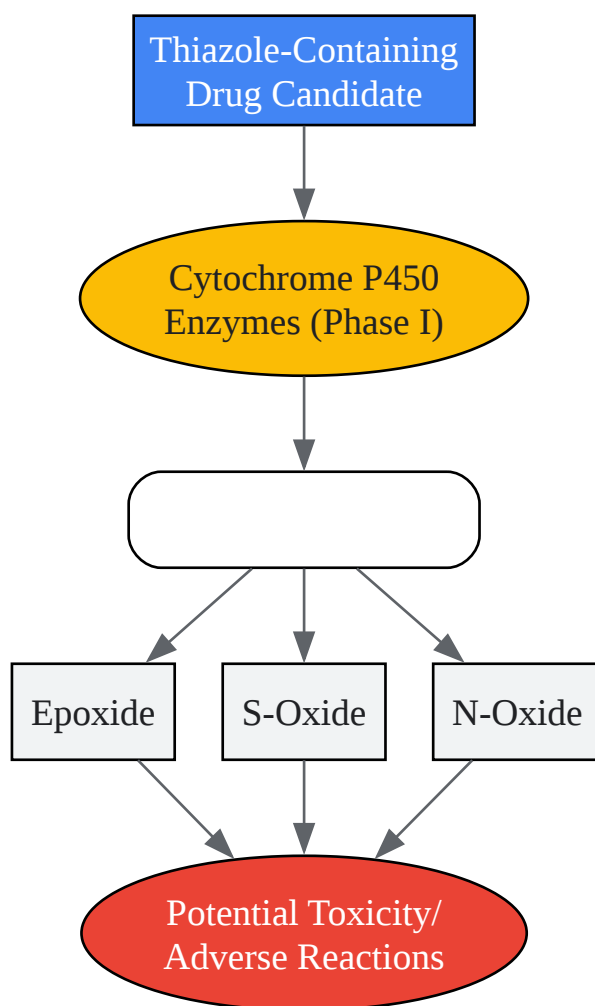 Thiazole-Containing
Drug Candidate
Cytochrome P450
Enzymes (Phase I)
Epoxide
S-Oxide
N-Oxide
Potential Toxicity/
Adverse Reactions